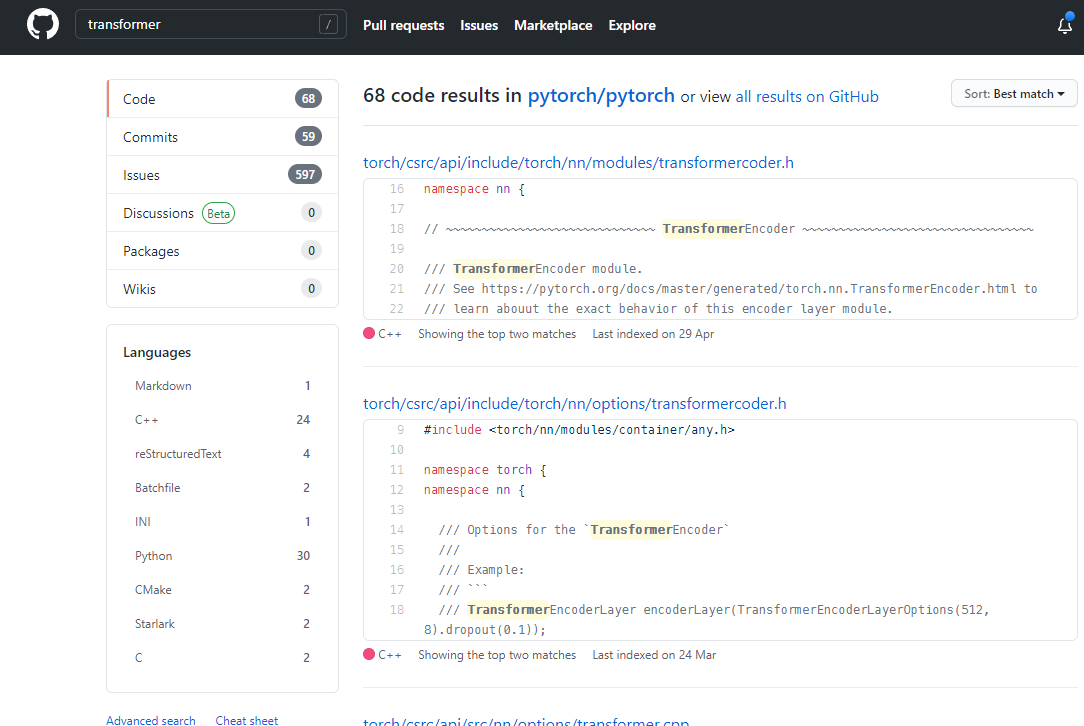 transformer /
Pull requests Issues Marketplace Explore
Code 68
Commits 59
Issues 597
Discussions Beta 0
Packages 0
Wikis 0
Languages
Markdown 1
C++ 24
reStructuredText 4
Batchfile 2
INI 1
Python 30
CMake 2
Starlark 2
C 2
Advanced search Cheat sheet
68 code results in pytorch/pytorch or view all results on GitHub
Sort: Best match
torch/csrc/api/include/torch/nn/modules/transformercoder.h
16 namespace nn {
17
18 // ~~~~~~~~~~~~~~~~~~~~~~~~~~~~~ TransformerEncoder ~~~~~~~~~~~~~~~~~~~~~~~~~~~~~~~~
19
20 /// TransformerEncoder module.
21 /// See https://pytorch.org/docs/master/generated/torch.nn.TransformerEncoder.html to
22 /// learn abouut the exact behavior of this encoder layer module.
C++ Showing the top two matches Last indexed on 29 Apr
torch/csrc/api/include/torch/nn/options/transformercoder.h
9 #include <torch/nn/modules/container/any.h>
10
11 namespace torch {
12 namespace nn {
13
14 /// Options for the `TransformerEncoder`
15 ///
16 /// Example:
17 /// ```
18 /// TransformerEncoderLayer encoderLayer(TransformerEncoderLayerOptions(512,
8).dropout(0.1));
C++ Showing the top two matches Last indexed on 24 Mar
torch/csrc/api/src/nn/options/transformer.cpp